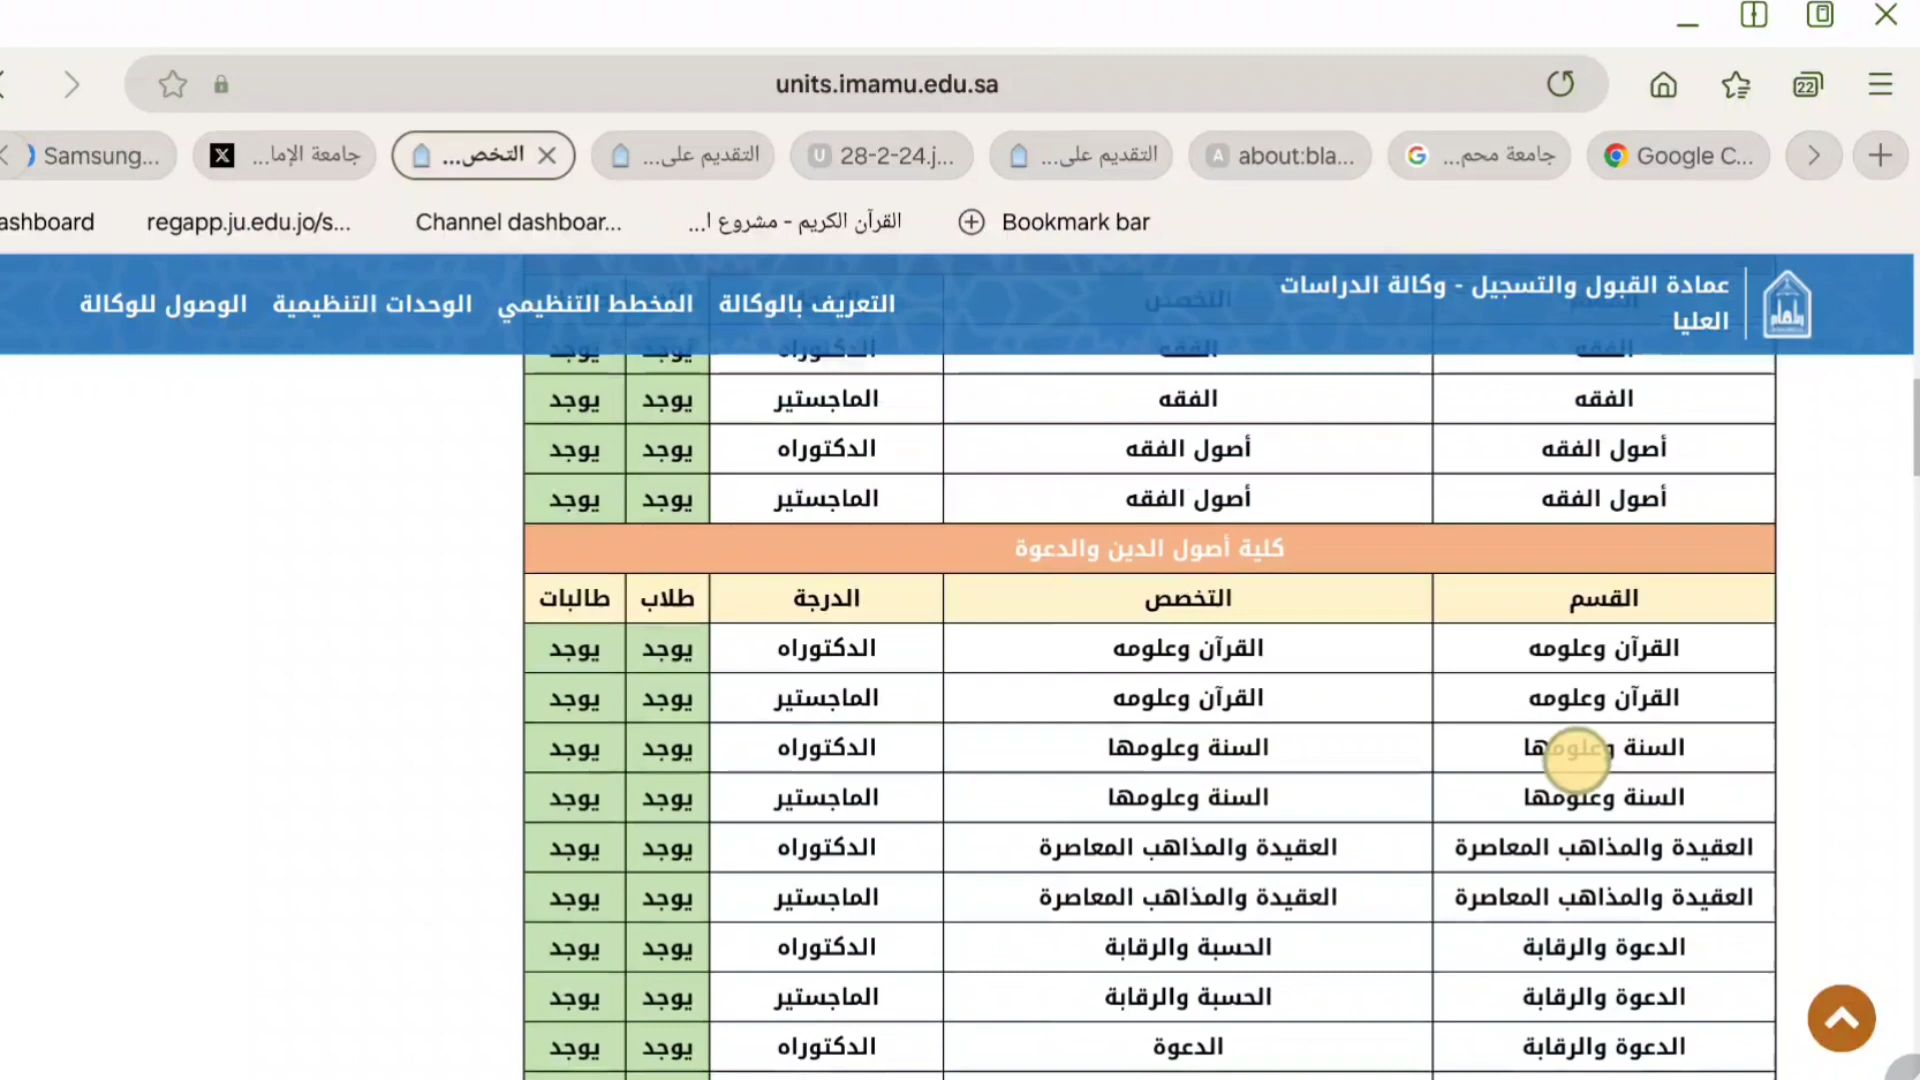 units.imamu.edu.sa
22
Samsung...
جامعة الإما...
التخص...
التقديم على...
28-2-24.j...
التقديم على...
about:bla...
جامعة محم...
Google C...
ashboard
regapp.ju.edu.jo/s...
Channel dashboar...
القرآن الكريم - مشروع ا...
Bookmark bar
عمادة القبول والتسجيل - وكالة الدراسات
العليا
التعريف بالوكالة المخطط التنظيمي الوحدات التنظيمية الوصول للوكالة
التخصص
الفقه الفقه الدكتوراه يوجد يوجد
الفقه الفقه الماجستير يوجد يوجد
أصول الفقه أصول الفقه الدكتوراه يوجد يوجد
أصول الفقه أصول الفقه الماجستير يوجد يوجد
كلية أصول الدين والدعوة
القسم التخصص الدرجة طلاب طالبات
القرآن وعلومه القرآن وعلومه الدكتوراه يوجد يوجد
القرآن وعلومه القرآن وعلومه الماجستير يوجد يوجد
السنة وعلومها السنة وعلومها الدكتوراه يوجد يوجد
السنة وعلومها السنة وعلومها الماجستير يوجد يوجد
العقيدة والمذاهب المعاصرة العقيدة والمذاهب المعاصرة الدكتوراه يوجد يوجد
العقيدة والمذاهب المعاصرة العقيدة والمذاهب المعاصرة الماجستير يوجد يوجد
الدعوة والرقابة الحسبة والرقابة الدكتوراه يوجد يوجد
الدعوة والرقابة الحسبة والرقابة الماجستير يوجد يوجد
الدعوة والرقابة الدعوة الدكتوراه يوجد يوجد